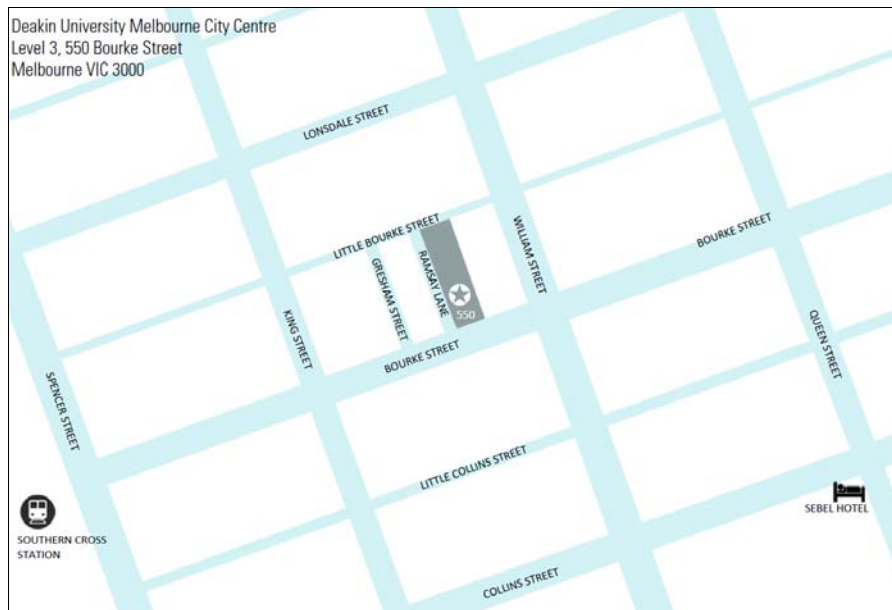 Deakin University Melbourne City Centre
Level 3, 550 Bourke Street
Melbourne VIC 3000
LONSDALE STREET
LITTLE BOURKE STREET
WILLIAM STREET
BOURKE STREET
GRESHAM STREET
RAMSAY LANE
550
KING STREET
BOURKE STREET
QUEEN STREET
SPENCER STREET
LITTLE COLLINS STREET
SEBEL HOTEL
SOUTHERN CROSS
STATION
COLLINS STREET